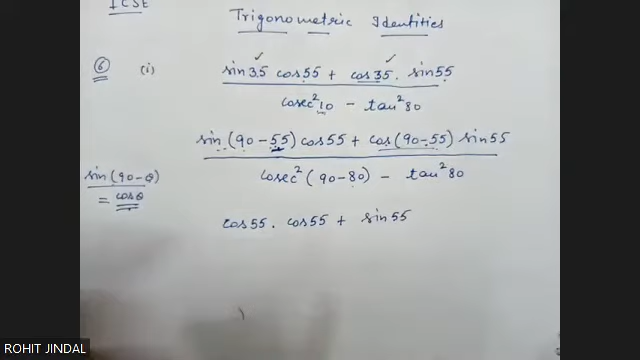 ICSE
Trigonometric Identities
6 (i) sin35 cos55 + cos35 . sin55
cosec²10 - tan²80
sin(90-55) cos55 + cos(90-55) sin55
cosec²(90-80) - tan²80
sin(90-θ)
= cosθ
cos55 . cos55 + sin55
ROHIT JINDAL